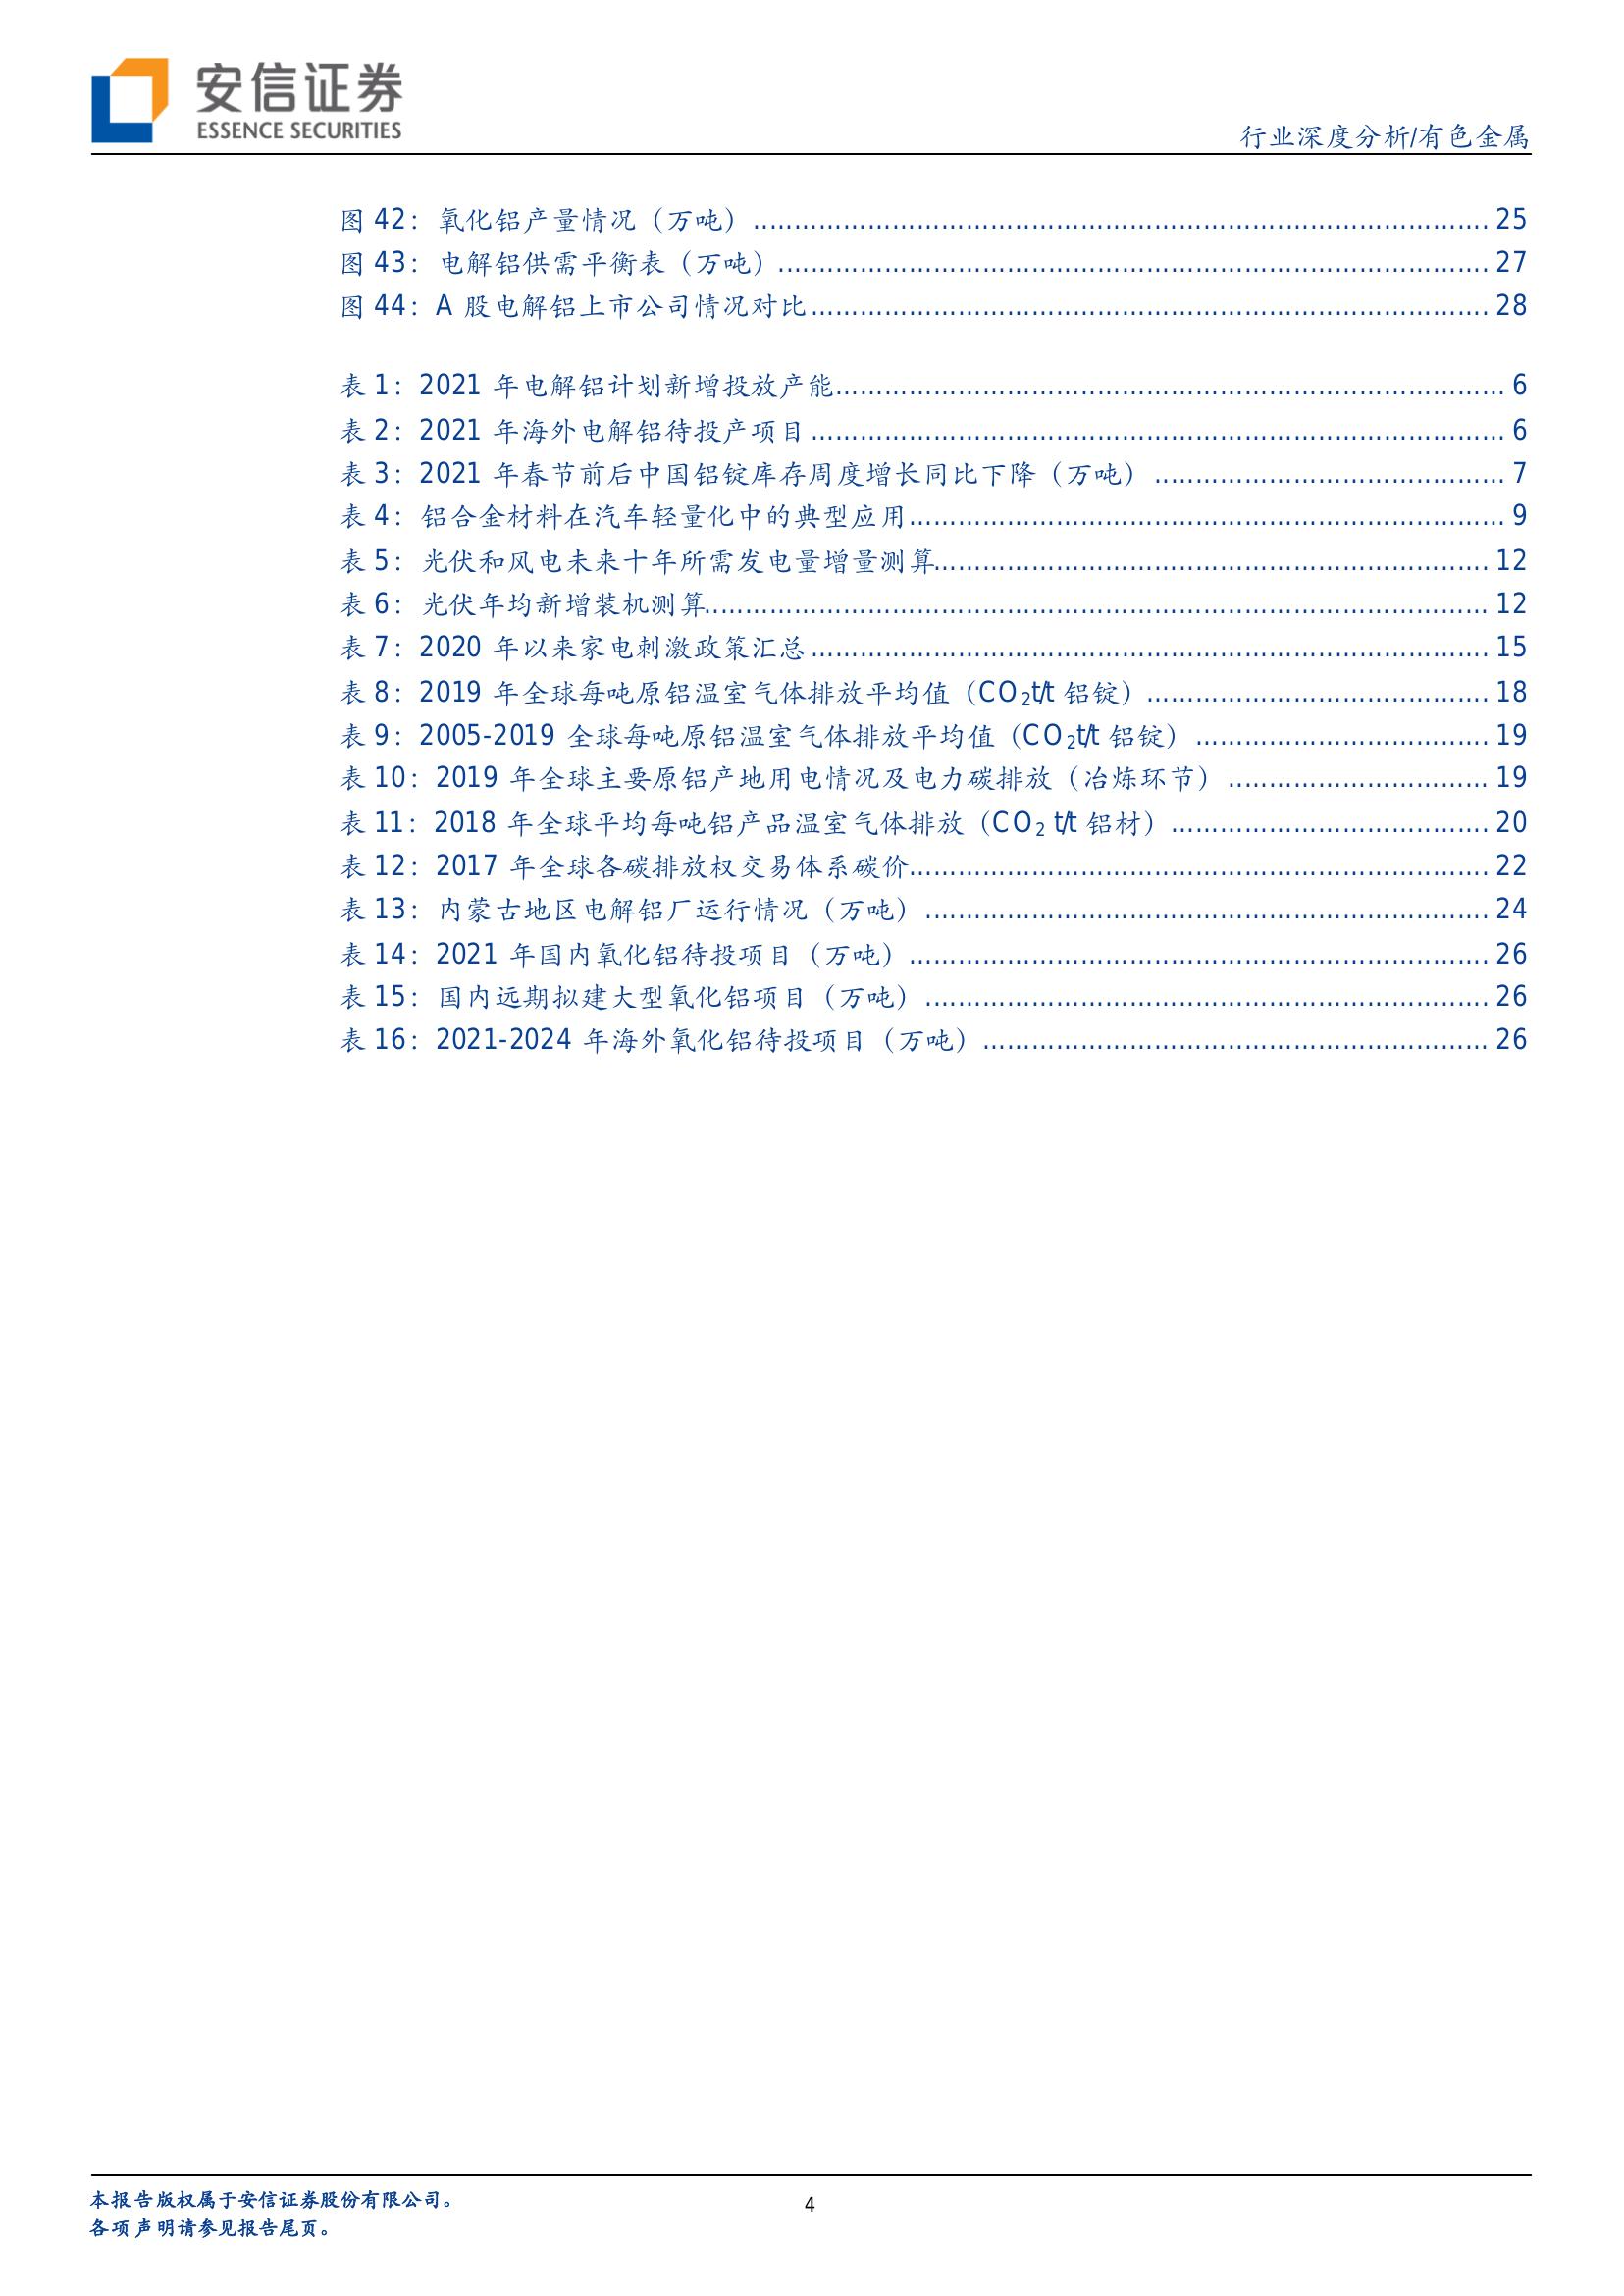 安信证券
ESSENCE SECURITIES
行业深度分析/有色金属
图 42：氧化铝产量情况（万吨）.......... 25
图 43：电解铝供需平衡表（万吨）.......... 27
图 44：A 股电解铝上市公司情况对比.......... 28
表 1：2021 年电解铝计划新增投放产能.......... 6
表 2：2021 年海外电解铝待投产项目.......... 6
表 3：2021 年春节前后中国铝锭库存周度增长同比下降（万吨）.......... 7
表 4：铝合金材料在汽车轻量化中的典型应用.......... 9
表 5：光伏和风电未来十年所需发电量增量测算.......... 12
表 6：光伏年均新增装机测算.......... 12
表 7：2020 年以来家电刺激政策汇总.......... 15
表 8：2019 年全球每吨原铝温室气体排放平均值（CO₂t/t 铝锭）.......... 18
表 9：2005-2019 全球每吨原铝温室气体排放平均值（CO₂t/t 铝锭）.......... 19
表 10：2019 年全球主要原铝产地用电情况及电力碳排放（冶炼环节）.......... 19
表 11：2018 年全球平均每吨铝产品温室气体排放（CO₂ t/t 铝材）.......... 20
表 12：2017 年全球各碳排放权交易体系碳价.......... 22
表 13：内蒙古地区电解铝厂运行情况（万吨）.......... 24
表 14：2021 年国内氧化铝待投项目（万吨）.......... 26
表 15：国内远期拟建大型氧化铝项目（万吨）.......... 26
表 16：2021-2024 年海外氧化铝待投项目（万吨）.......... 26
本报告版权属于安信证券股份有限公司。
各项声明请参见报告尾页。
4